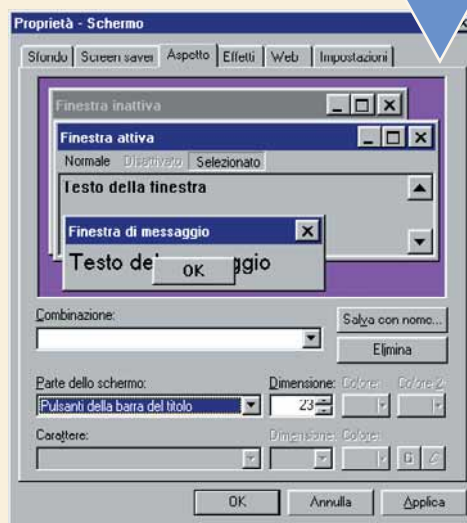 Proprietà - Schermo
Sfondo Screen saver Aspetto Effetti Web Impostazioni
Finestra inattiva
Finestra attiva
Normale Disattivato Selezionato
Testo della finestra
Finestra di messaggio
Testo del ggio
OK
Combinazione:
Salva con nome...
Elimina
Parte dello schermo: Dimensione: Colore: Colore 2:
Pulsanti della barra del titolo 23
Carattere: Dimensione: Colore:
G C
OK Annulla Applica